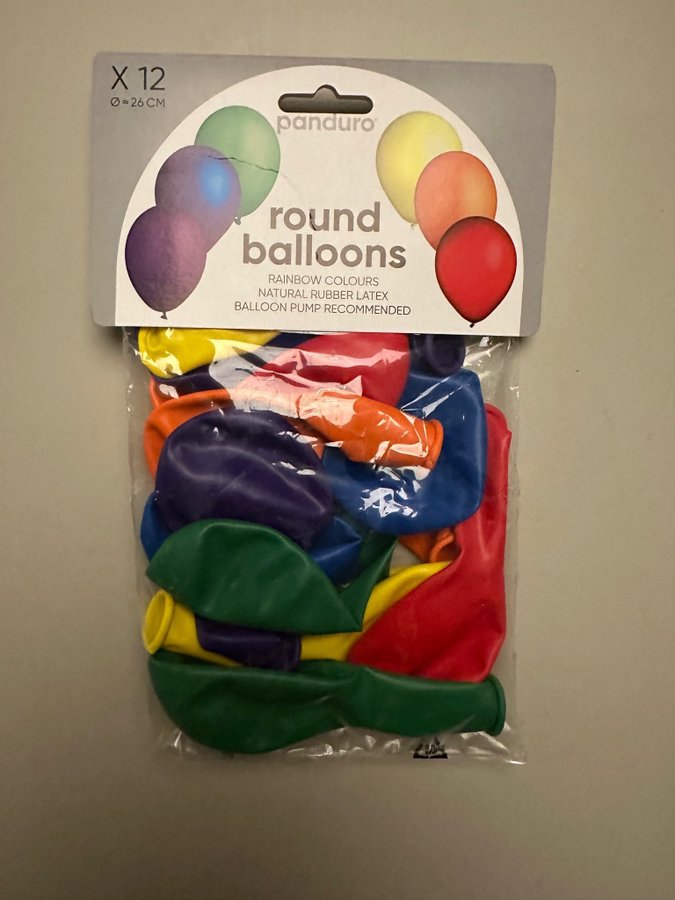 X 12
Ø ≈ 26 CM
panduro
round
balloons
RAINBOW COLOURS
NATURAL RUBBER LATEX
BALLOON PUMP RECOMMENDED